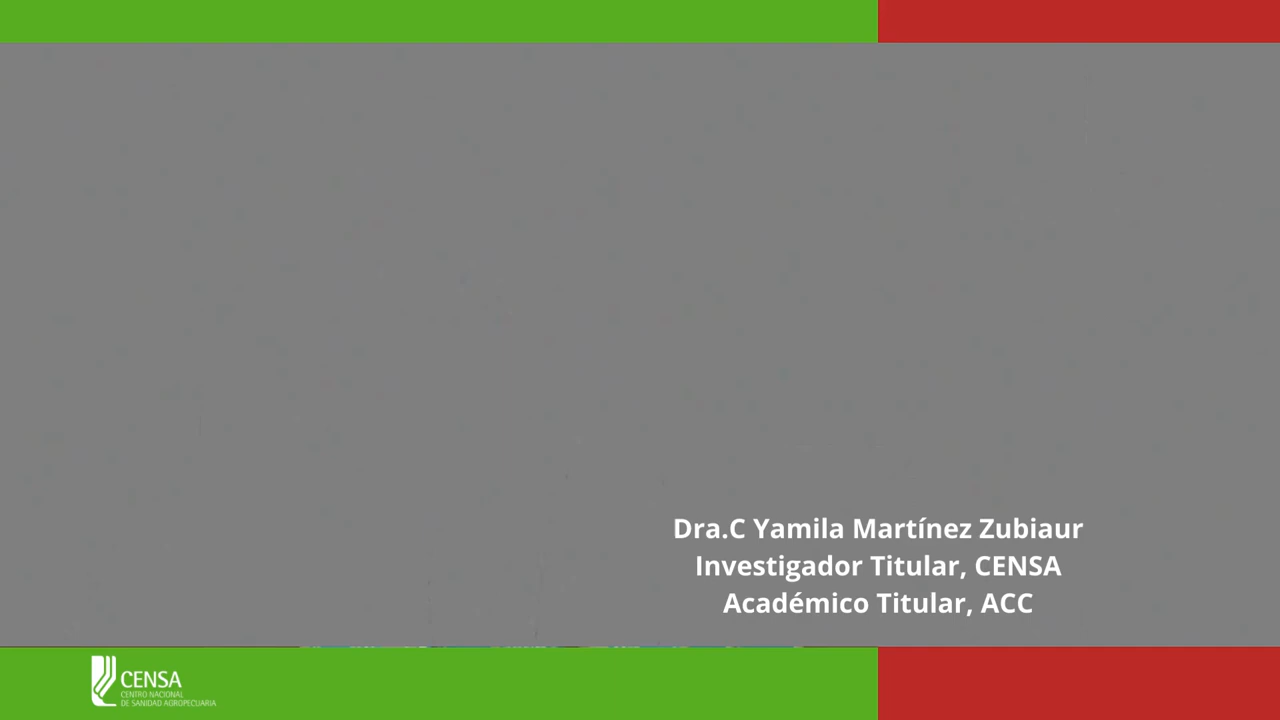 Dra.C Yamila Martínez Zubiaur
Investigador Titular, CENSA
Académico Titular, ACC
CENSA
CENTRO NACIONAL
DE SANIDAD AGROPECUARIA